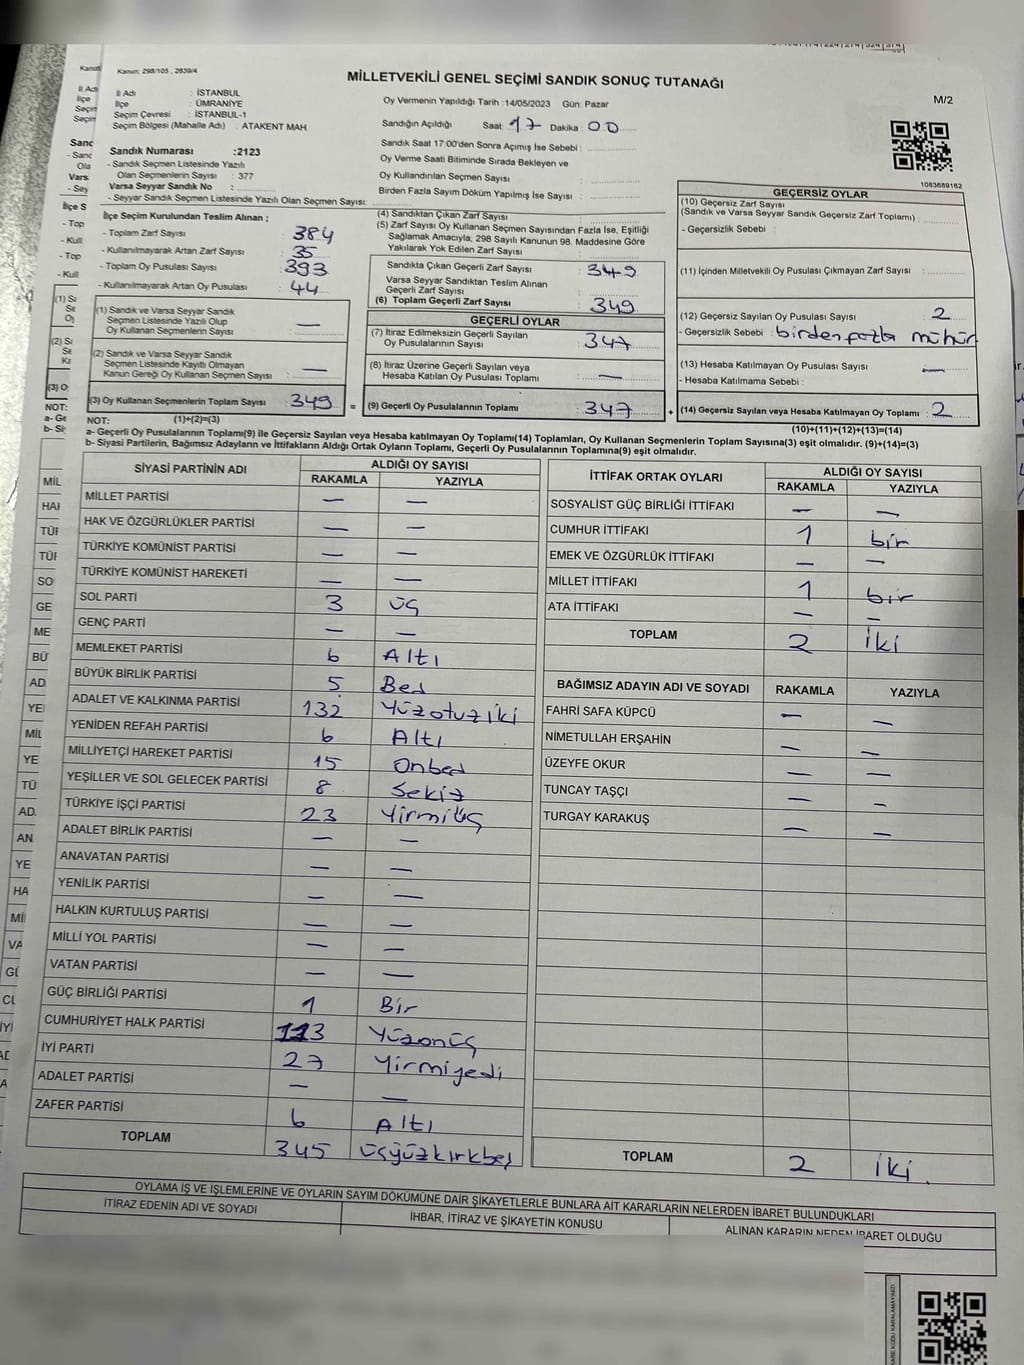 Kanun: 298/105 , 2839/4
MİLLETVEKİLİ GENEL SEÇİMİ SANDIK SONUÇ TUTANAĞI
M/2
İl Adı : İSTANBUL
İlçe : ÜMRANİYE
Seçim Çevresi : İSTANBUL-1
Seçim Bölgesi (Mahalle Adı) : ATAKENT MAH
Oy Vermenin Yapıldığı Tarih :14/05/2023 Gün: Pazar
Sandığın Açıldığı Saat: 17 Dakika: 00
Sandık Saat 17:00'den Sonra Açımış İse Sebebi :
Oy Verme Saati Bitiminde Sırada Bekleyen ve
Oy Kullandırılan Seçmen Sayısı :
Birden Fazla Sayım Döküm Yapılmış İse Sayısı :
1083689162
Sandık Numarası :2123
- Sandık Seçmen Listesinde Yazılı
Olan Seçmenlerin Sayısı : 377
Varsa Seyyar Sandık No :
- Seyyar Sandık Seçmen Listesinde Yazılı Olan Seçmen Sayısı:
İlçe Seçim Kurulundan Teslim Alınan :
- Toplam Zarf Sayısı : 384
- Kullanılmayarak Artan Zarf Sayısı : 35
- Toplam Oy Pusulası Sayısı : 393
- Kullanılmayarak Artan Oy Pusulası : 44
(1) Sandık ve Varsa Seyyar Sandık
Seçmen Listesinde Yazılı Olup
Oy Kullanan Seçmenlerin Sayısı : —
(2) Sandık ve Varsa Seyyar Sandık
Seçmen Listesinde Kayıtlı Olmayan
Kanun Gereği Oy Kullanan Seçmen Sayısı : —
(3) Oy Kullanan Seçmenlerin Toplam Sayısı : 349
(1)+(2)=(3)
(4) Sandıktan Çıkan Zarf Sayısı :
(5) Zarf Sayısı Oy Kullanan Seçmen Sayısından Fazla İse, Eşitliği
Sağlamak Amacıyla; 298 Sayılı Kanunun 98. Maddesine Göre
Yakılarak Yok Edilen Zarf Sayısı :
Sandıkta Çıkan Geçerli Zarf Sayısı : 349
Varsa Seyyar Sandıktan Teslim Alınan
Geçerli Zarf Sayısı :
(6) Toplam Geçerli Zarf Sayısı : 349
GEÇERLİ OYLAR
(7) İtiraz Edilmeksizin Geçerli Sayılan
Oy Pusulalarının Sayısı : 347
(8) İtiraz Üzerine Geçerli Sayılan veya
Hesaba Katılan Oy Pusulası Toplamı : —
= (9) Geçerli Oy Pusulalarının Toplamı : 347
GEÇERSİZ OYLAR
(10) Geçersiz Zarf Sayısı
(Sandık ve Varsa Seyyar Sandık Geçersiz Zarf Toplamı) :
- Geçersizlik Sebebi :
(11) İçinden Milletvekili Oy Pusulası Çıkmayan Zarf Sayısı :
(12) Geçersiz Sayılan Oy Pusulası Sayısı : 2
- Geçersizlik Sebebi : birden fazla mühür
(13) Hesaba Katılmayan Oy Pusulası Sayısı : —
- Hesaba Katılmama Sebebi :
+ (14) Geçersiz Sayılan veya Hesaba Katılmayan Oy Toplamı : 2
(10)+(11)+(12)+(13)=(14)
NOT:
a- Geçerli Oy Pusulalarının Toplamı(9) ile Geçersiz Sayılan veya Hesaba katılmayan Oy Toplamı(14) Toplamları, Oy Kullanan Seçmenlerin Toplam Sayısına(3) eşit olmalıdır. (9)+(14)=(3)
b- Siyasi Partilerin, Bağımsız Adayların ve İttifakların Aldığı Ortak Oyların Toplamı, Geçerli Oy Pusulalarının Toplamına(9) eşit olmalıdır.
SİYASİ PARTİNİN ADI ALDIĞI OY SAYISI
RAKAMLA YAZIYLA
MİLLET PARTİSİ — —
HAK VE ÖZGÜRLÜKLER PARTİSİ — —
TÜRKİYE KOMÜNİST PARTİSİ — —
TÜRKİYE KOMÜNİST HAREKETİ — —
SOL PARTİ 3 üç
GENÇ PARTİ — —
MEMLEKET PARTİSİ 6 Altı
BÜYÜK BİRLİK PARTİSİ 5 Beş
ADALET VE KALKINMA PARTİSİ 132 Yüzotuziki
YENİDEN REFAH PARTİSİ 6 Altı
MİLLİYETÇİ HAREKET PARTİSİ 15 Onbeş
YEŞİLLER VE SOL GELECEK PARTİSİ 8 Sekiz
TÜRKİYE İŞÇİ PARTİSİ 23 Yirmiüç
ADALET BİRLİK PARTİSİ — —
ANAVATAN PARTİSİ — —
YENİLİK PARTİSİ — —
HALKIN KURTULUŞ PARTİSİ — —
MİLLİ YOL PARTİSİ — —
VATAN PARTİSİ — —
GÜÇ BİRLİĞİ PARTİSİ 1 Bir
CUMHURİYET HALK PARTİSİ 113 Yüzonüç
İYİ PARTİ 27 Yirmiyedi
ADALET PARTİSİ — —
ZAFER PARTİSİ 6 Altı
TOPLAM 345 üçyüzkırkbeş
İTTİFAK ORTAK OYLARI ALDIĞI OY SAYISI
RAKAMLA YAZIYLA
SOSYALİST GÜÇ BİRLİĞİ İTTİFAKI — —
CUMHUR İTTİFAKI 1 bir
EMEK VE ÖZGÜRLÜK İTTİFAKI — —
MİLLET İTTİFAKI 1 bir
ATA İTTİFAKI — —
TOPLAM 2 İki
BAĞIMSIZ ADAYIN ADI VE SOYADI RAKAMLA YAZIYLA
FAHRİ SAFA KÜPCÜ — —
NİMETULLAH ERŞAHİN — —
ÜZEYFE OKUR — —
TUNCAY TAŞÇI — —
TURGAY KARAKUŞ — —
TOPLAM 2 İki
OYLAMA İŞ VE İŞLEMLERİNE VE OYLARIN SAYIM DÖKÜMÜNE DAİR ŞİKAYETLERLE BUNLARA AİT KARARLARIN NELERDEN İBARET BULUNDUKLARI
İTİRAZ EDENİN ADI VE SOYADI İHBAR, İTİRAZ VE ŞİKAYETİN KONUSU ALINAN KARARIN NEDEN İBARET OLDUĞU